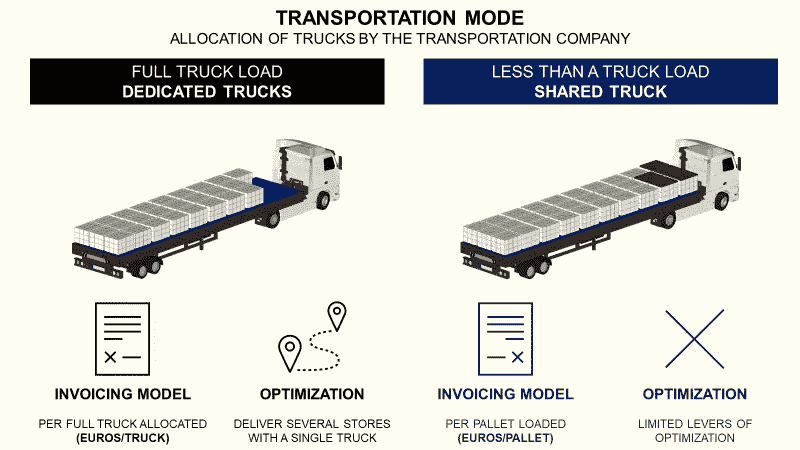 TRANSPORTATION MODE
ALLOCATION OF TRUCKS BY THE TRANSPORTATION COMPANY
FULL TRUCK LOAD
DEDICATED TRUCKS
LESS THAN A TRUCK LOAD
SHARED TRUCK
INVOICING MODEL
PER FULL TRUCK ALLOCATED
(EUROS/TRUCK)
OPTIMIZATION
DELIVER SEVERAL STORES
WITH A SINGLE TRUCK
INVOICING MODEL
PER PALLET LOADED
(EUROS/PALLET)
OPTIMIZATION
LIMITED LEVERS OF
OPTIMIZATION